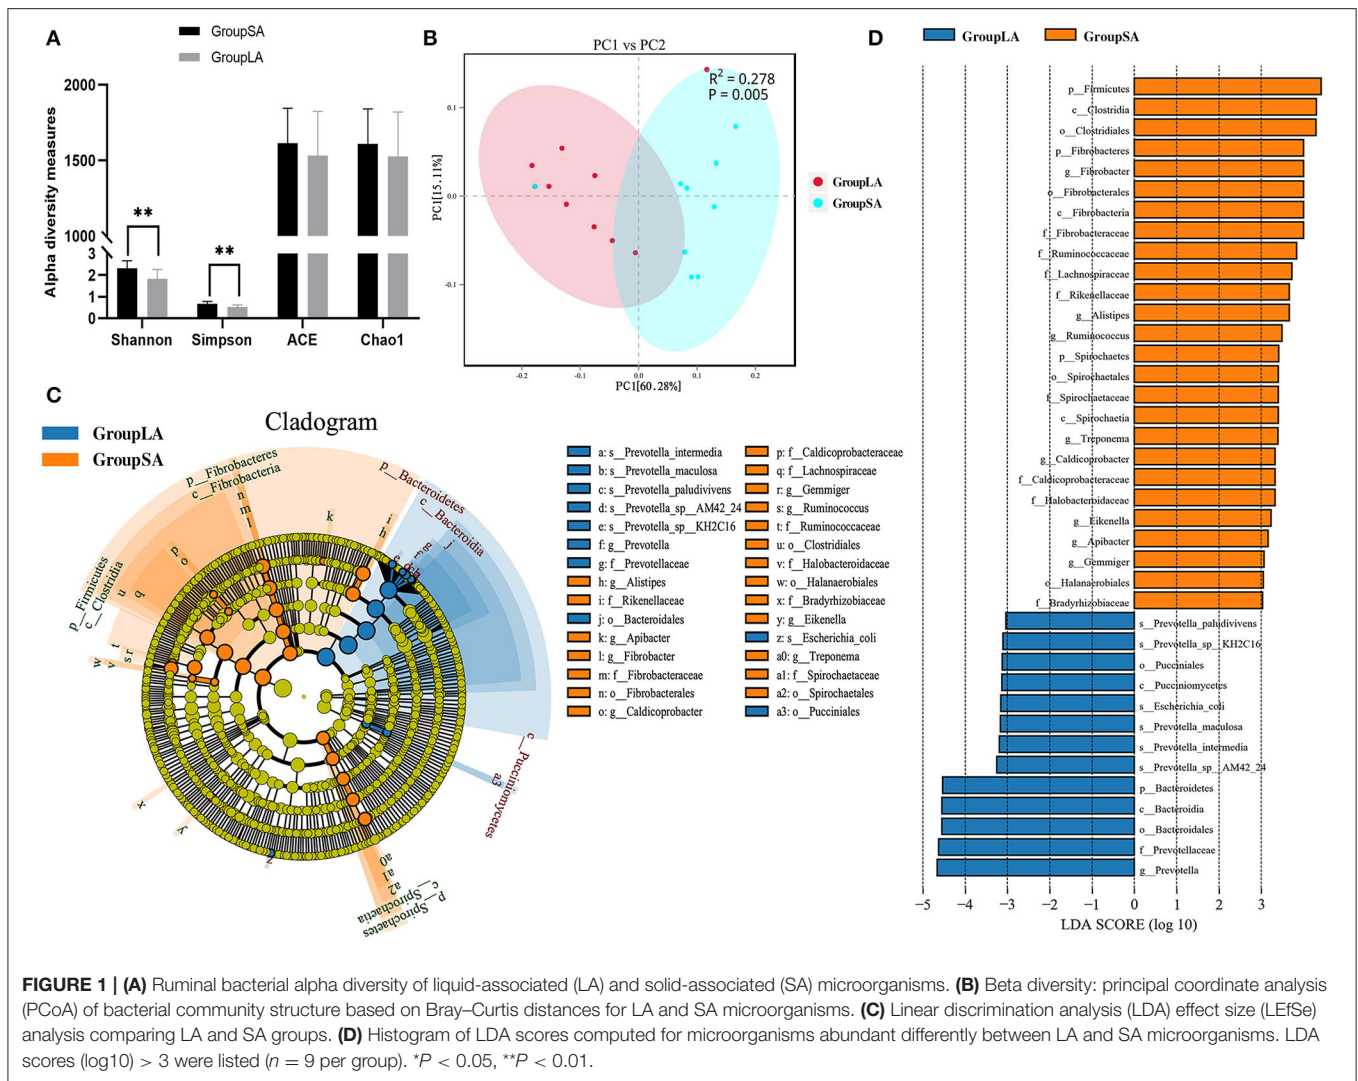 A
GroupSA
GroupLA
Alpha diversity measures
2000
1500
1000
3
2
1
0
**
**
Shannon
Simpson
ACE
Chao1
B
PC1 vs PC2
R² = 0.278
P = 0.005
PC1[15.11%]
0.1
0.0
-0.1
-0.2
-0.1
0.0
0.1
0.2
PC1[60.28%]
GroupLA
GroupSA
C
Cladogram
GroupLA
GroupSA
p__Fibrobacteres
c__Fibrobacteria
n
m
l
k
i
h
p__Bacteroidetes
c__Bacteroidia
j
p
o
p__Firmicutes
c__Clostridia
u
q
t
s r
w
v
x
y
z
a0
a1
a2
c__Spirochaetia
p__Spirochaetes
a3
c__Pucciniomycetes
a: s__Prevotella_intermedia
b: s__Prevotella_maculosa
c: s__Prevotella_paludivivens
d: s__Prevotella_sp_AM42_24
e: s__Prevotella_sp_KH2C16
f: g__Prevotella
g: f__Prevotellaceae
h: g__Alistipes
i: f__Rikenellaceae
j: o__Bacteroidales
k: g__Apibacter
l: g__Fibrobacter
m: f__Fibrobacteraceae
n: o__Fibrobacterales
o: g__Caldicoprobacter
p: f__Caldicoprobacteraceae
q: f__Lachnospiraceae
r: g__Gemmiger
s: g__Ruminococcus
t: f__Ruminococcaceae
u: o__Clostridiales
v: f__Halobacteroidaceae
w: o__Halanaerobiales
x: f__Bradyrhizobiaceae
y: g__Eikenella
z: s__Escherichia_coli
a0: g__Treponema
a1: f__Spirochaetaceae
a2: o__Spirochaetales
a3: o__Pucciniales
D
GroupLA
GroupSA
p__Firmicutes
c__Clostridia
o__Clostridiales
p__Fibrobacteres
g__Fibrobacter
o__Fibrobacterales
c__Fibrobacteria
f__Fibrobacteraceae
f__Ruminococcaceae
f__Lachnospiraceae
f__Rikenellaceae
g__Alistipes
g__Ruminococcus
p__Spirochaetes
o__Spirochaetales
f__Spirochaetaceae
c__Spirochaetia
g__Treponema
g__Caldicoprobacter
f__Caldicoprobacteraceae
f__Halobacteroidaceae
g__Eikenella
g__Apibacter
g__Gemmiger
o__Halanaerobiales
f__Bradyrhizobiaceae
s__Prevotella_paludivivens
s__Prevotella_sp__KH2C16
o__Pucciniales
c__Pucciniomycetes
s__Escherichia_coli
s__Prevotella_maculosa
s__Prevotella_intermedia
s__Prevotella_sp__AM42_24
p__Bacteroidetes
c__Bacteroidia
o__Bacteroidales
f__Prevotellaceae
g__Prevotella
−5 −4 −3 −2 −1 0 1 2 3
LDA SCORE (log 10)
FIGURE 1 | (A) Ruminal bacterial alpha diversity of liquid-associated (LA) and solid-associated (SA) microorganisms. (B) Beta diversity: principal coordinate analysis
(PCoA) of bacterial community structure based on Bray–Curtis distances for LA and SA microorganisms. (C) Linear discrimination analysis (LDA) effect size (LEfSe)
analysis comparing LA and SA groups. (D) Histogram of LDA scores computed for microorganisms abundant differently between LA and SA microorganisms. LDA
scores (log10) > 3 were listed (n = 9 per group). *P < 0.05, **P < 0.01.